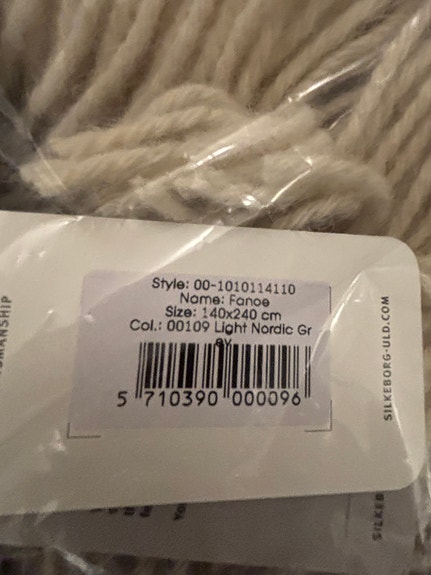 Style: 00-1010114110
Name: Fanoe
Size: 140x240 cm
Col.: 00109 Light Nordic Gr
ey
5 710390 000096
SILKEBORG-ULD.COM
SILKEB